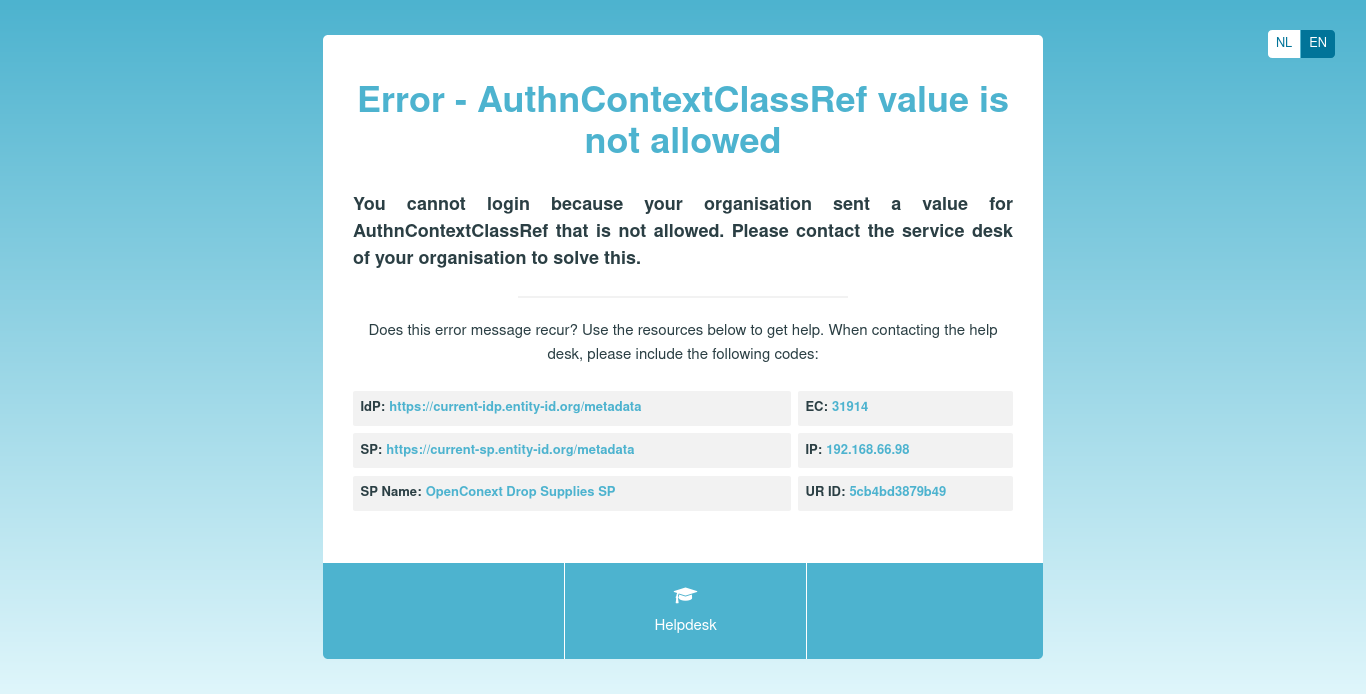 NL EN
Error - AuthnContextClassRef value is
not allowed
You cannot login because your organisation sent a value for
AuthnContextClassRef that is not allowed. Please contact the service desk
of your organisation to solve this.
Does this error message recur? Use the resources below to get help. When contacting the help
desk, please include the following codes:
IdP: https://current-idp.entity-id.org/metadata EC: 31914
SP: https://current-sp.entity-id.org/metadata IP: 192.168.66.98
SP Name: OpenConext Drop Supplies SP UR ID: 5cb4bd3879b49
Helpdesk